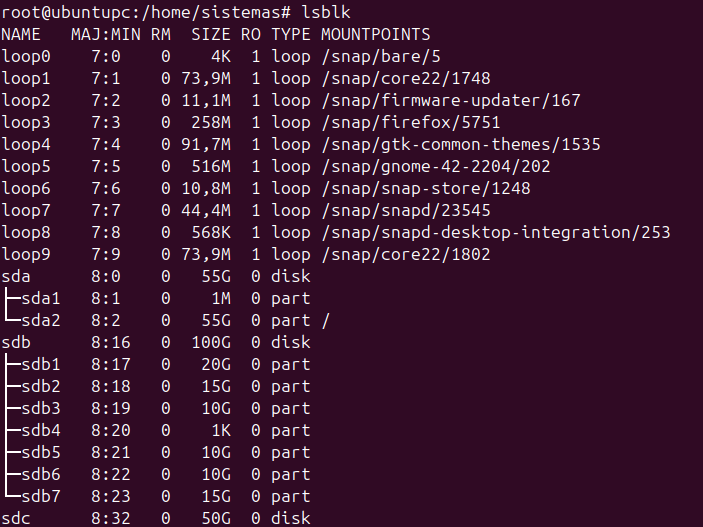 root@ubuntupc:/home/sistemas# lsblk
NAME   MAJ:MIN RM  SIZE RO TYPE MOUNTPOINTS
loop0    7:0    0    4K  1 loop /snap/bare/5
loop1    7:1    0 73,9M  1 loop /snap/core22/1748
loop2    7:2    0 11,1M  1 loop /snap/firmware-updater/167
loop3    7:3    0  258M  1 loop /snap/firefox/5751
loop4    7:4    0 91,7M  1 loop /snap/gtk-common-themes/1535
loop5    7:5    0  516M  1 loop /snap/gnome-42-2204/202
loop6    7:6    0 10,8M  1 loop /snap/snap-store/1248
loop7    7:7    0 44,4M  1 loop /snap/snapd/23545
loop8    7:8    0  568K  1 loop /snap/snapd-desktop-integration/253
loop9    7:9    0 73,9M  1 loop /snap/core22/1802
sda      8:0    0   55G  0 disk
├─sda1   8:1    0    1M  0 part
└─sda2   8:2    0   55G  0 part /
sdb      8:16   0  100G  0 disk
├─sdb1   8:17   0   20G  0 part
├─sdb2   8:18   0   15G  0 part
├─sdb3   8:19   0   10G  0 part
├─sdb4   8:20   0    1K  0 part
├─sdb5   8:21   0   10G  0 part
├─sdb6   8:22   0   10G  0 part
└─sdb7   8:23   0   15G  0 part
sdc      8:32   0   50G  0 disk